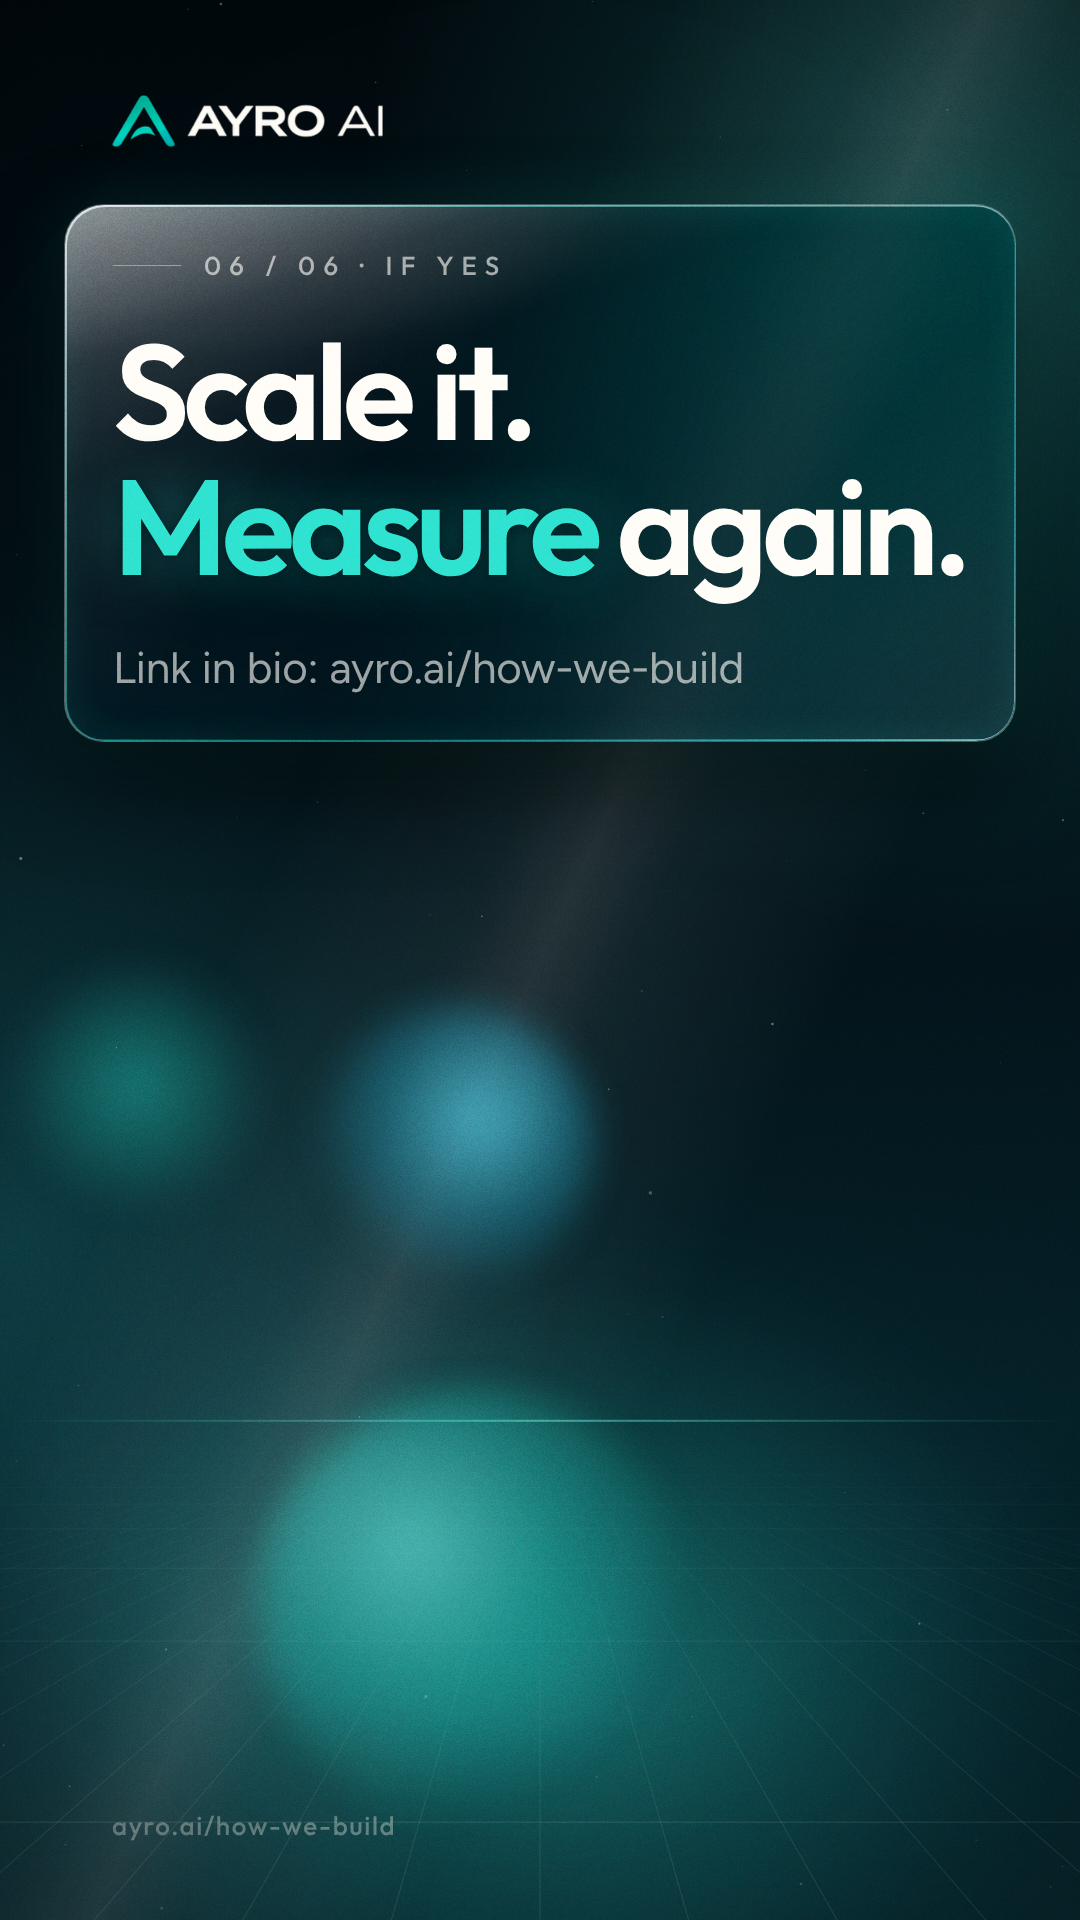 AYRO AI
06 / 06 · IF YES
Scale it.
Measure again.
Link in bio: ayro.ai/how-we-build
ayro.ai/how-we-build